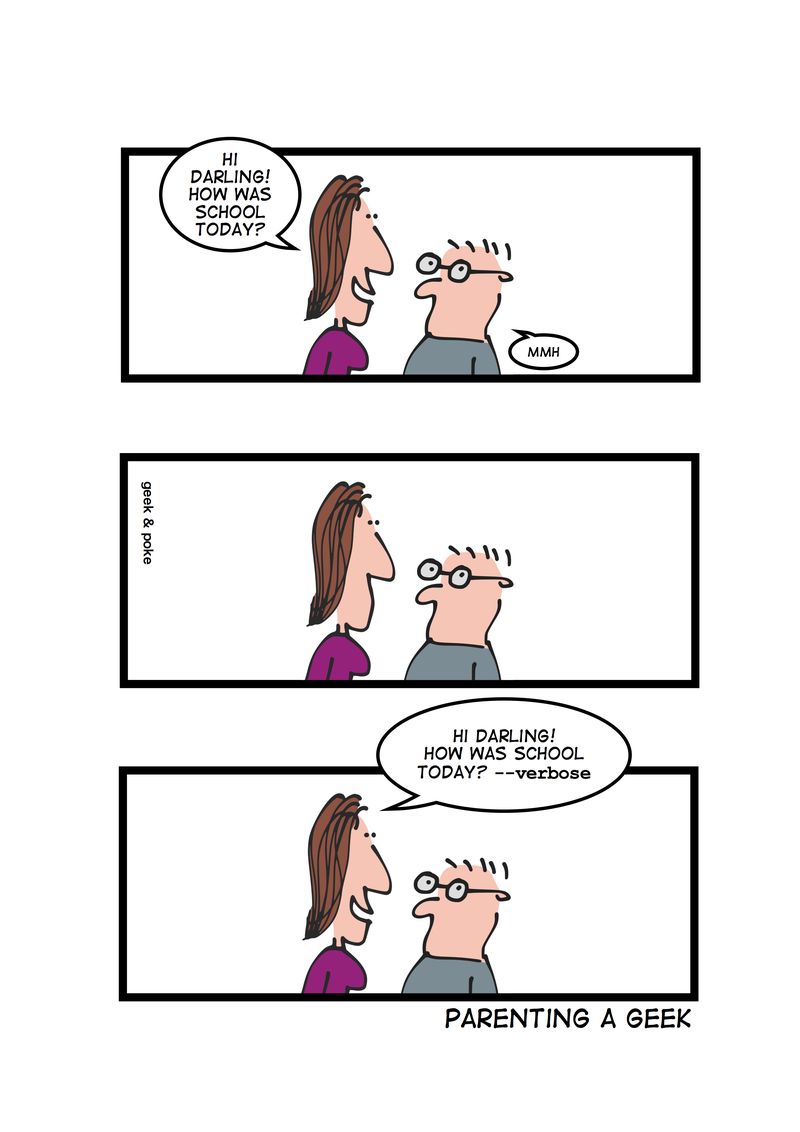 HI
DARLING!
HOW WAS
SCHOOL
TODAY?
MMH
geek & poke
HI DARLING!
HOW WAS SCHOOL
TODAY? --verbose
PARENTING A GEEK